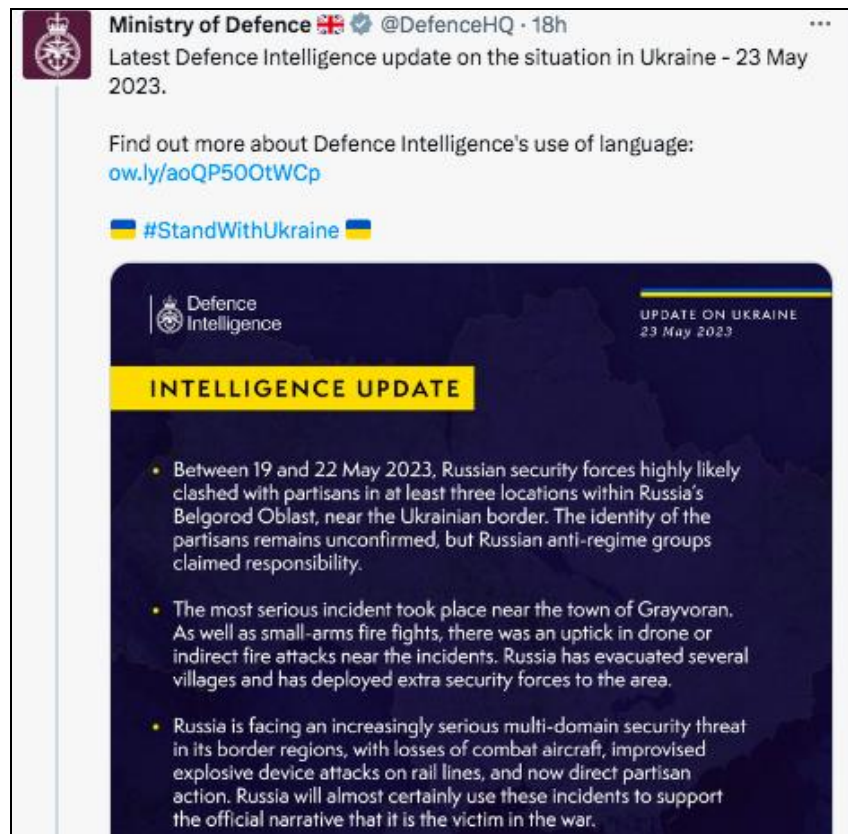 Ministry of Defence 🇬🇧 @DefenceHQ · 18h
Latest Defence Intelligence update on the situation in Ukraine - 23 May
2023.
Find out more about Defence Intelligence's use of language:
ow.ly/aoQP50OtWCp
🇺🇦 #StandWithUkraine 🇺🇦
Defence
Intelligence
UPDATE ON UKRAINE
23 May 2023
INTELLIGENCE UPDATE
• Between 19 and 22 May 2023, Russian security forces highly likely
clashed with partisans in at least three locations within Russia's
Belgorod Oblast, near the Ukrainian border. The identity of the
partisans remains unconfirmed, but Russian anti-regime groups
claimed responsibility.
• The most serious incident took place near the town of Grayvoran.
As well as small-arms fire fights, there was an uptick in drone or
indirect fire attacks near the incidents. Russia has evacuated several
villages and has deployed extra security forces to the area.
• Russia is facing an increasingly serious multi-domain security threat
in its border regions, with losses of combat aircraft, improvised
explosive device attacks on rail lines, and now direct partisan
action. Russia will almost certainly use these incidents to support
the official narrative that it is the victim in the war.